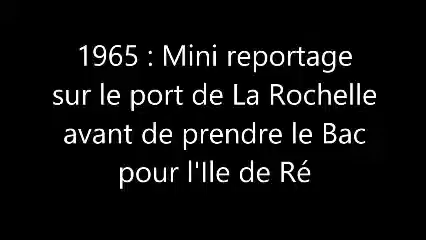 1965 : Mini reportage
sur le port de La Rochelle
avant de prendre le Bac
pour l'Ile de Ré